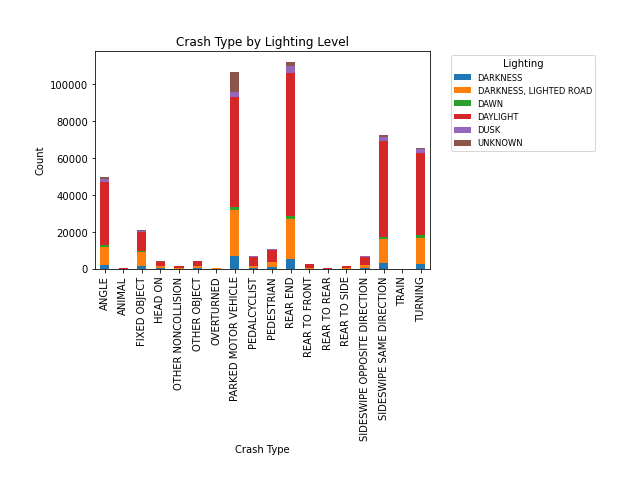 Crash Type by Lighting Level
Lighting
DARKNESS
DARKNESS, LIGHTED ROAD
DAWN
DAYLIGHT
DUSK
UNKNOWN
Count
100000
80000
60000
40000
20000
0
ANGLE
ANIMAL
FIXED OBJECT
HEAD ON
OTHER NONCOLLISION
OTHER OBJECT
OVERTURNED
PARKED MOTOR VEHICLE
PEDALCYCLIST
PEDESTRIAN
REAR END
REAR TO FRONT
REAR TO REAR
REAR TO SIDE
SIDESWIPE OPPOSITE DIRECTION
SIDESWIPE SAME DIRECTION
TRAIN
TURNING
Crash Type